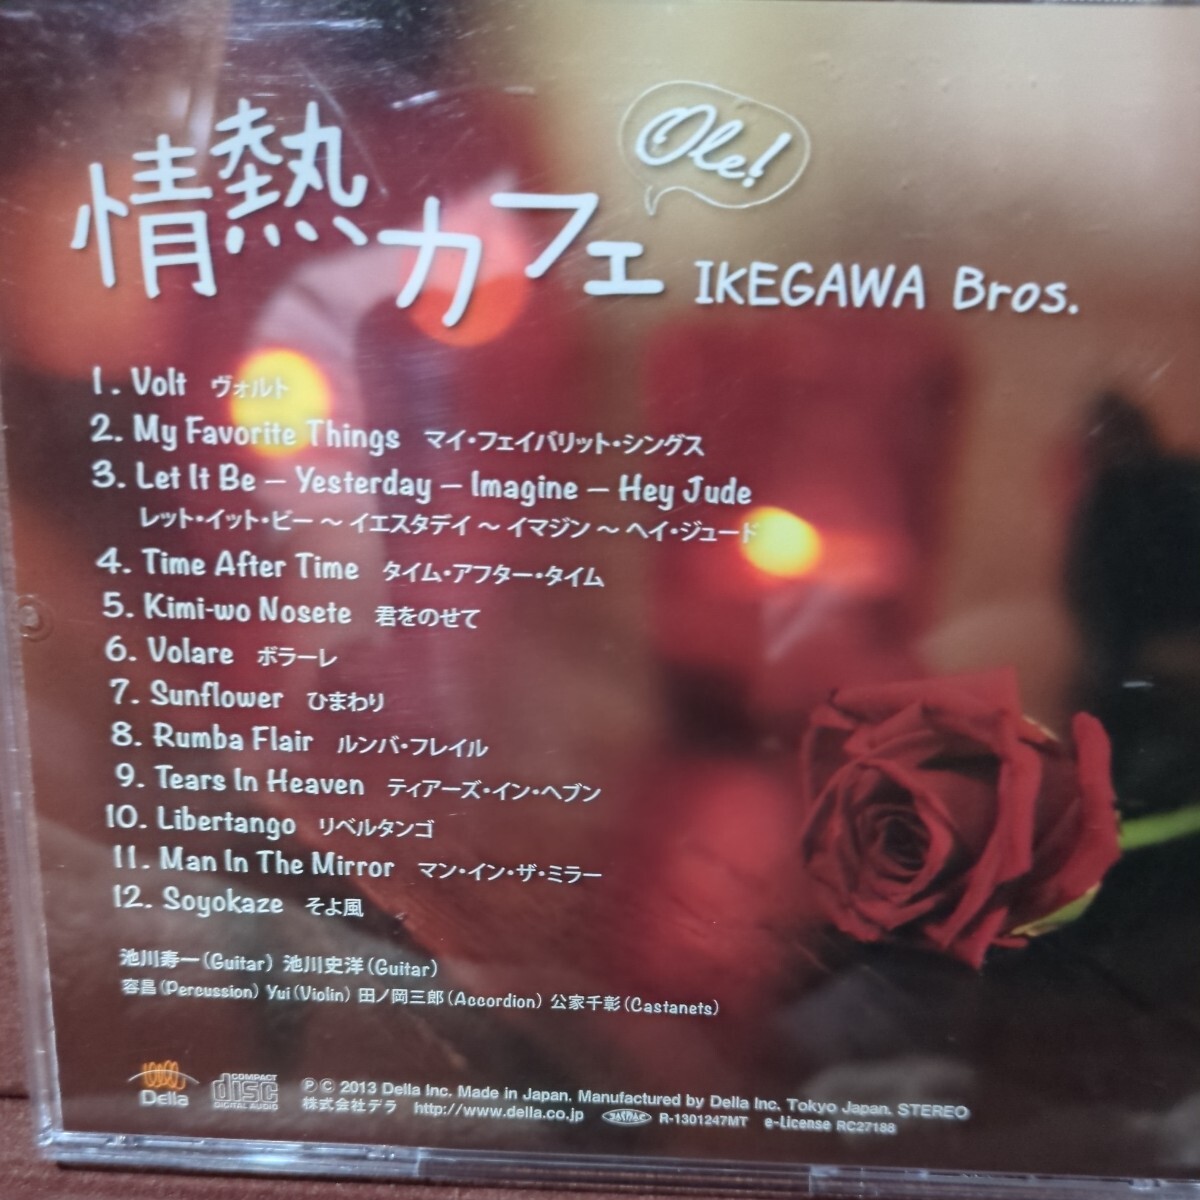 Ole!
情熱カフェ IKEGAWA Bros.
1. Volt ヴォルト
2. My Favorite Things マイ・フェイバリット・シングス
3. Let It Be – Yesterday – Imagine – Hey Jude
レット・イット・ビー ～ イエスタデイ ～ イマジン ～ ヘイ・ジュード
4. Time After Time タイム・アフター・タイム
5. Kimi-wo Nosete 君をのせて
6. Volare ボラーレ
7. Sunflower ひまわり
8. Rumba Flair ルンバ・フレイル
9. Tears In Heaven ティアーズ・イン・ヘブン
10. Libertango リベルタンゴ
11. Man In The Mirror マン・イン・ザ・ミラー
12. Soyokaze そよ風
池川寿一(Guitar) 池川史洋(Guitar)
容昌(Percussion) Yui(Violin) 田ノ岡三郎(Accordion) 公家千彰(Castanets)
Della COMPACT disc DIGITAL AUDIO ℗ © 2013 Della Inc. Made in Japan. Manufactured by Della Inc. Tokyo Japan. STEREO
株式会社デラ http://www.della.co.jp JASRAC R-1301247MT e-License RC27188